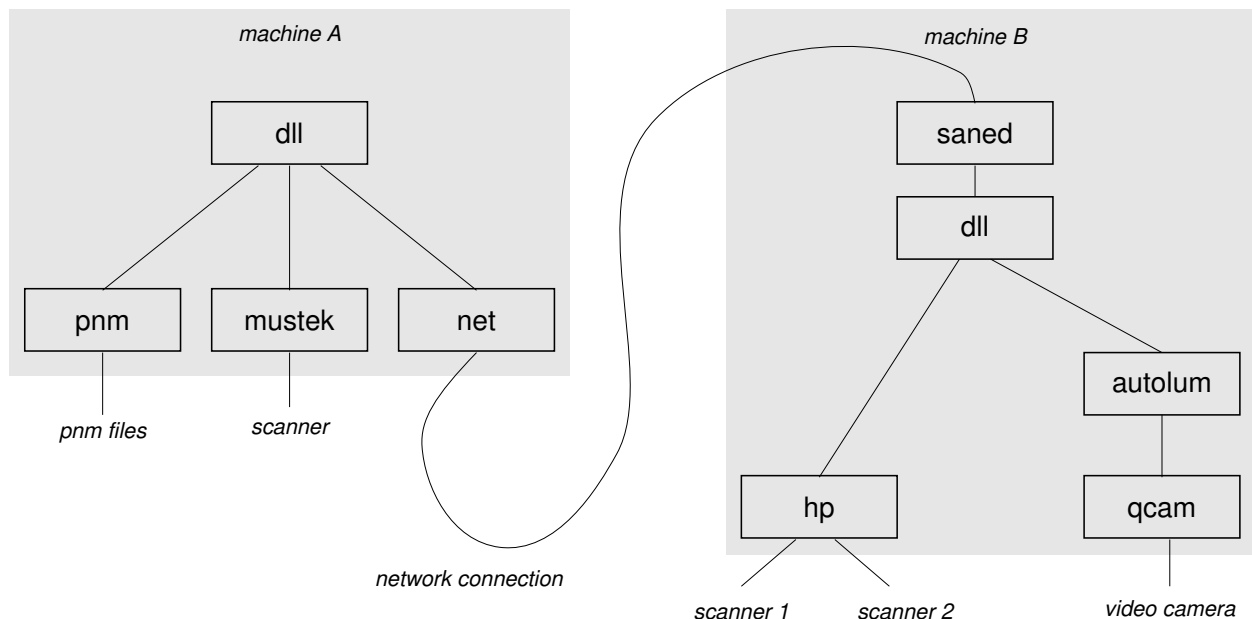 machine A
dll
pnm
mustek
net
pnm files
scanner
network connection
machine B
saned
dll
autolum
hp
qcam
scanner 1
scanner 2
video camera